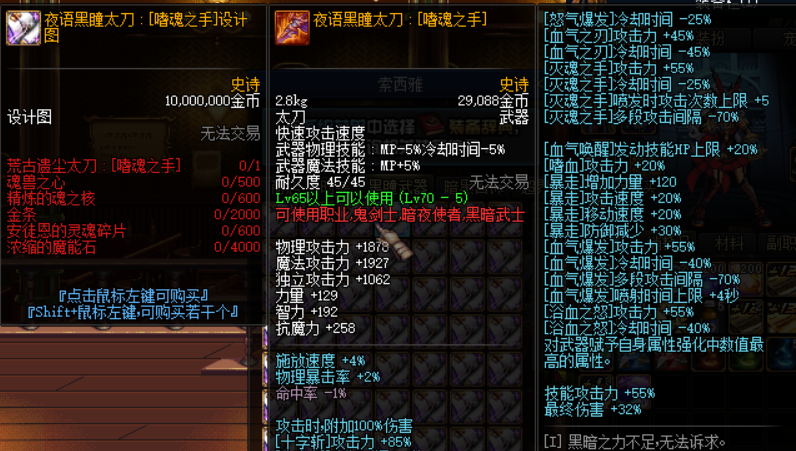 夜语黑瞳太刀：[嗜魂之手]设计
图
史诗
10,000,000金币
设计图
无法交易
荒古遗尘太刀：[嗜魂之手] 0/1
魂兽之心 0/500
精炼的魂之核 0/600
金条 0/2000
安徒恩的灵魂碎片 0/600
浓缩的魔能石 0/4000
『点击鼠标左键可购买』
『Shift+鼠标左键,可购买若干个』
夜语黑瞳太刀：[嗜魂之手]
索西雅
史诗
2.8kg 29,088金币
太刀 武器
快速攻击速度
武器物理技能：MP-5%冷却时间-5%
武器魔法技能：MP+5%
耐久度 45/45 无法交易
Lv65以上可以使用 (Lv70 - 5)
可使用职业,鬼剑士,暗夜使者,黑暗武士
物理攻击力 +1878
魔法攻击力 +1927
独立攻击力 +1062
力量 +129
智力 +192
抗魔力 +258
施放速度 +4%
物理暴击率 +2%
命中率 -1%
攻击时,附加100%伤害
[十字斩]攻击力 +85%
[怒气爆发]冷却时间 -25%
[血气之刃]攻击力 +45%
[血气之刃]冷却时间 -45%
[灭魂之手]攻击力 +55%
[灭魂之手]冷却时间 -25%
[灭魂之手]喷发时攻击次数上限 +5
[灭魂之手]多段攻击间隔 -70%
[血气唤醒]发动技能HP上限 +20%
[嗜血]攻击力 +20%
[暴走]增加力量 +120
[暴走]攻击速度 +20%
[暴走]移动速度 +20%
[暴走]防御减少 +30%
[血气爆发]攻击力 +55%
[血气爆发]冷却时间 -40%
[血气爆发]多段攻击间隔 -70%
[血气爆发]喷射时间上限 +4秒
[浴血之怒]攻击力 +55%
[浴血之怒]冷却时间 -40%
对武器赋予自身属性强化中数值最
高的属性。
技能攻击力 +55%
最终伤害 +32%
[I] 黑暗之力不足,无法诉求。
材料
副职